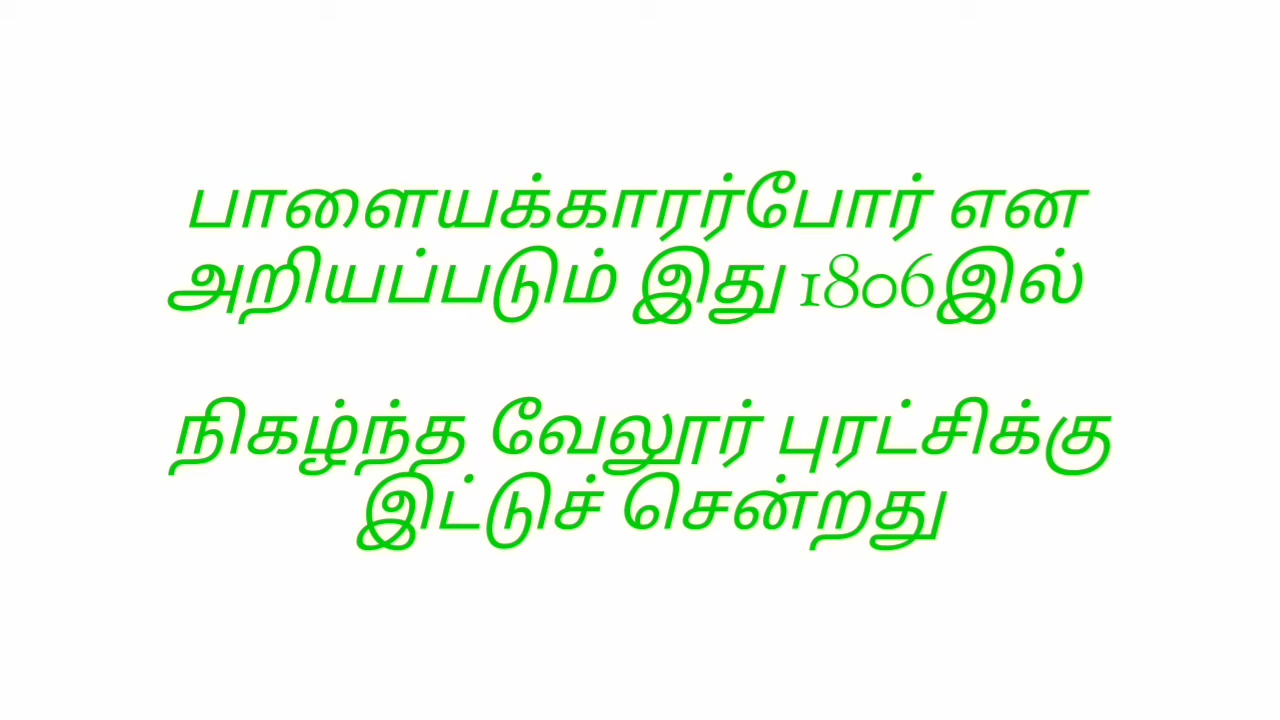 பாளையக்காரர்போர் என
அறியப்படும் இது 1806இல்
நிகழ்ந்த வேலூர் புரட்சிக்கு
இட்டுச் சென்றது